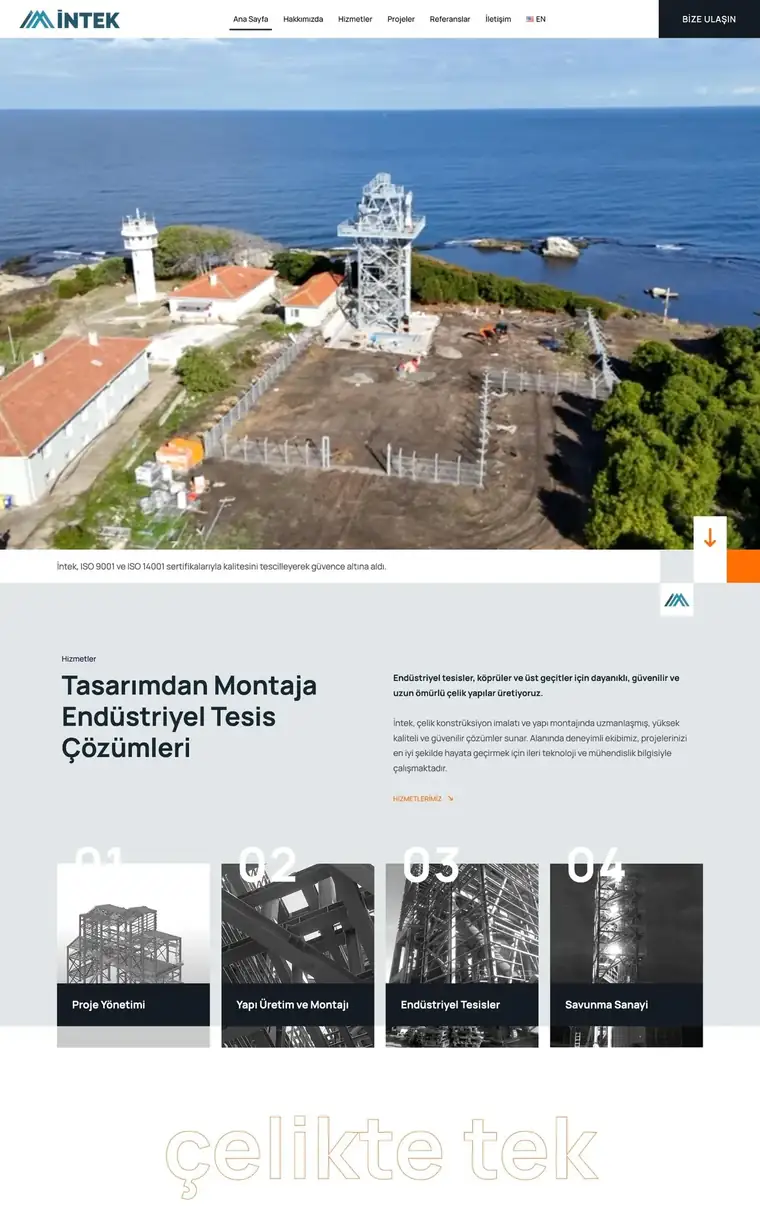 İNTEK
Ana Sayfa Hakkımızda Hizmetler Projeler Referanslar İletişim EN
BİZE ULAŞIN
İntek, ISO 9001 ve ISO 14001 sertifikalarıyla kalitesini tescilleyerek güvence altına aldı.
Hizmetler
Tasarımdan Montaja
Endüstriyel Tesis
Çözümleri
Endüstriyel tesisler, köprüler ve üst geçitler için dayanıklı, güvenilir ve
uzun ömürlü çelik yapılar üretiyoruz.
İntek, çelik konstrüksiyon imalatı ve yapı montajında uzmanlaşmış, yüksek
kaliteli ve güvenilir çözümler sunar. Alanında deneyimli ekibimiz, projelerinizi
en iyi şekilde hayata geçirmek için ileri teknoloji ve mühendislik bilgisiyle
çalışmaktadır.
HİZMETLERİMİZ
01 02 03 04
Proje Yönetimi
Yapı Üretim ve Montajı
Endüstriyel Tesisler
Savunma Sanayi
çelikte tek